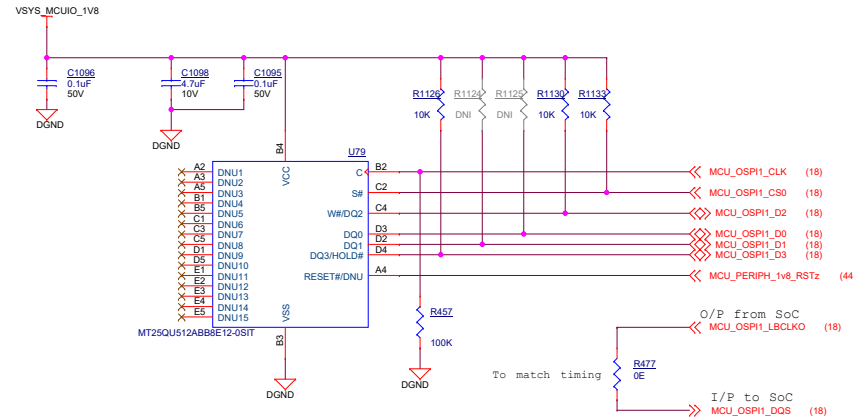 VSYS_MCUIO_1V8
C1096
0.1uF
50V
C1098
4.7uF
10V
C1095
0.1uF
50V
R1126
10K
R1124
DNI
R1125
DNI
R1130
10K
R1133
10K
DGND
DGND
B4
U79
VCC
A2 DNU1
A3 DNU2
A5 DNU3
B1 DNU4
B5 DNU5
C1 DNU6
C3 DNU7
C5 DNU8
D1 DNU9
D5 DNU10
E1 DNU11
E2 DNU12
E3 DNU13
E4 DNU14
E5 DNU15
C B2 MCU_OSPI1_CLK (18)
S# C2 MCU_OSPI1_CS0 (18)
W#/DQ2 C4 MCU_OSPI1_D2 (18)
DQ0 D3 MCU_OSPI1_D0 (18)
DQ1 D2 MCU_OSPI1_D1 (18)
DQ3/HOLD# D4 MCU_OSPI1_D3 (18)
RESET#/DNU A4 MCU_PERIPH_1v8_RSTz (44
VSS
B3
MT25QU512ABB8E12-0SIT
DGND
R457
100K
DGND
O/P from SoC
MCU_OSPI1_LBCLKO (18)
To match timing
R477
0E
I/P to SoC
MCU_OSPI1_DQS (18)